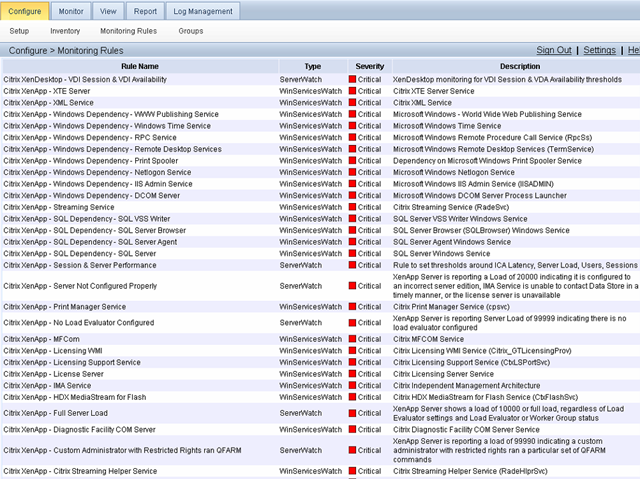 Configure Monitor View Report Log Management
Setup Inventory Monitoring Rules Groups
Configure > Monitoring Rules Sign Out | Settings | He
Rule Name Type Severity Description
Citrix XenDesktop - VDI Session & VDI Availability ServerWatch Critical XenDesktop monitoring for VDI Session & VDA Availability thresholds
Citrix XenApp - XTE Server WinServicesWatch Critical Citrix XTE Server Service
Citrix XenApp - XML Service WinServicesWatch Critical Citrix XML Service
Citrix XenApp - Windows Dependency - WWW Publishing Service WinServicesWatch Critical Microsoft Windows - World Wide Web Publishing Service
Citrix XenApp - Windows Dependency - Windows Time Service WinServicesWatch Critical Microsoft Windows Time Service
Citrix XenApp - Windows Dependency - RPC Service WinServicesWatch Critical Microsoft Windows Remote Procedure Call Service (RpcSs)
Citrix XenApp - Windows Dependency - Remote Desktop Services WinServicesWatch Critical Microsoft Windows Remote Desktop Services (TermService)
Citrix XenApp - Windows Dependency - Print Spooler WinServicesWatch Critical Dependency on Microsoft Windows Print Spooler Service
Citrix XenApp - Windows Dependency - Netlogon Service WinServicesWatch Critical Microsoft Windows Netlogon Service
Citrix XenApp - Windows Dependency - IIS Admin Service WinServicesWatch Critical Microsoft Windows IIS Admin Service (IISADMIN)
Citrix XenApp - Windows Dependency - DCOM Server WinServicesWatch Critical Microsoft Windows DCOM Server Process Launcher
Citrix XenApp - Streaming Service WinServicesWatch Critical Citrix Streaming Service (RadeSvc)
Citrix XenApp - SQL Dependency - SQL VSS Writer WinServicesWatch Critical SQL Server VSS Writer Windows Service
Citrix XenApp - SQL Dependency - SQL Server Browser WinServicesWatch Critical SQL Server Browser (SQLBrowser) Windows Service
Citrix XenApp - SQL Dependency - SQL Server Agent WinServicesWatch Critical SQL Server Agent Windows Service
Citrix XenApp - SQL Dependency - SQL Server WinServicesWatch Critical SQL Server Windows Service
Citrix XenApp - Session & Server Performance ServerWatch Critical Rule to set thresholds around ICA Latency, Server Load, Users, Sessions
Citrix XenApp - Server Not Configured Properly ServerWatch Critical XenApp Server is reporting a Load of 20000 indicating it is configured to
an incorrect server edition, IMA Service is unable to contact Data Store in a
timely manner, or the license server is unavailable
Citrix XenApp - Print Manager Service WinServicesWatch Critical Citrix Print Manager Service (cpsvc)
Citrix XenApp - No Load Evaluator Configured ServerWatch Critical XenApp Server is reporting Server Load of 99999 indicating there is no
load evaluator configured
Citrix XenApp - MFCom WinServicesWatch Critical Citrix MFCOM Service
Citrix XenApp - Licensing WMI WinServicesWatch Critical Citrix Licensing WMI Service (Citrix_GTLicensingProv)
Citrix XenApp - Licensing Support Service WinServicesWatch Critical Citrix Licensing Support Service (CtxLSPortSvc)
Citrix XenApp - License Server WinServicesWatch Critical Citrix Licensing Server Service
Citrix XenApp - IMA Service WinServicesWatch Critical Citrix Independent Management Architecture
Citrix XenApp - HDX MediaStream for Flash WinServicesWatch Critical Citrix HDX MediaStream for Flash Service (CtxFlashSvc)
Citrix XenApp - Full Server Load ServerWatch Critical XenApp Server shows a load of 10000 or full load, regardless of Load
Evaluator settings and Load Evaluator or Worker Group status
Citrix XenApp - Diagnostic Facility COM Server WinServicesWatch Critical Citrix Diagnostic Facility COM Server Service
Citrix XenApp - Custom Administrator with Restricted Rights ran QFARM ServerWatch Critical XenApp Server is reporting a load of 99990 indicating a custom
administrator with restricted rights ran a particular set of QFARM
commands
Citrix XenApp - Citrix Streaming Helper Service WinServicesWatch Critical Citrix Streaming Helper Service (RadeHlprSvc)